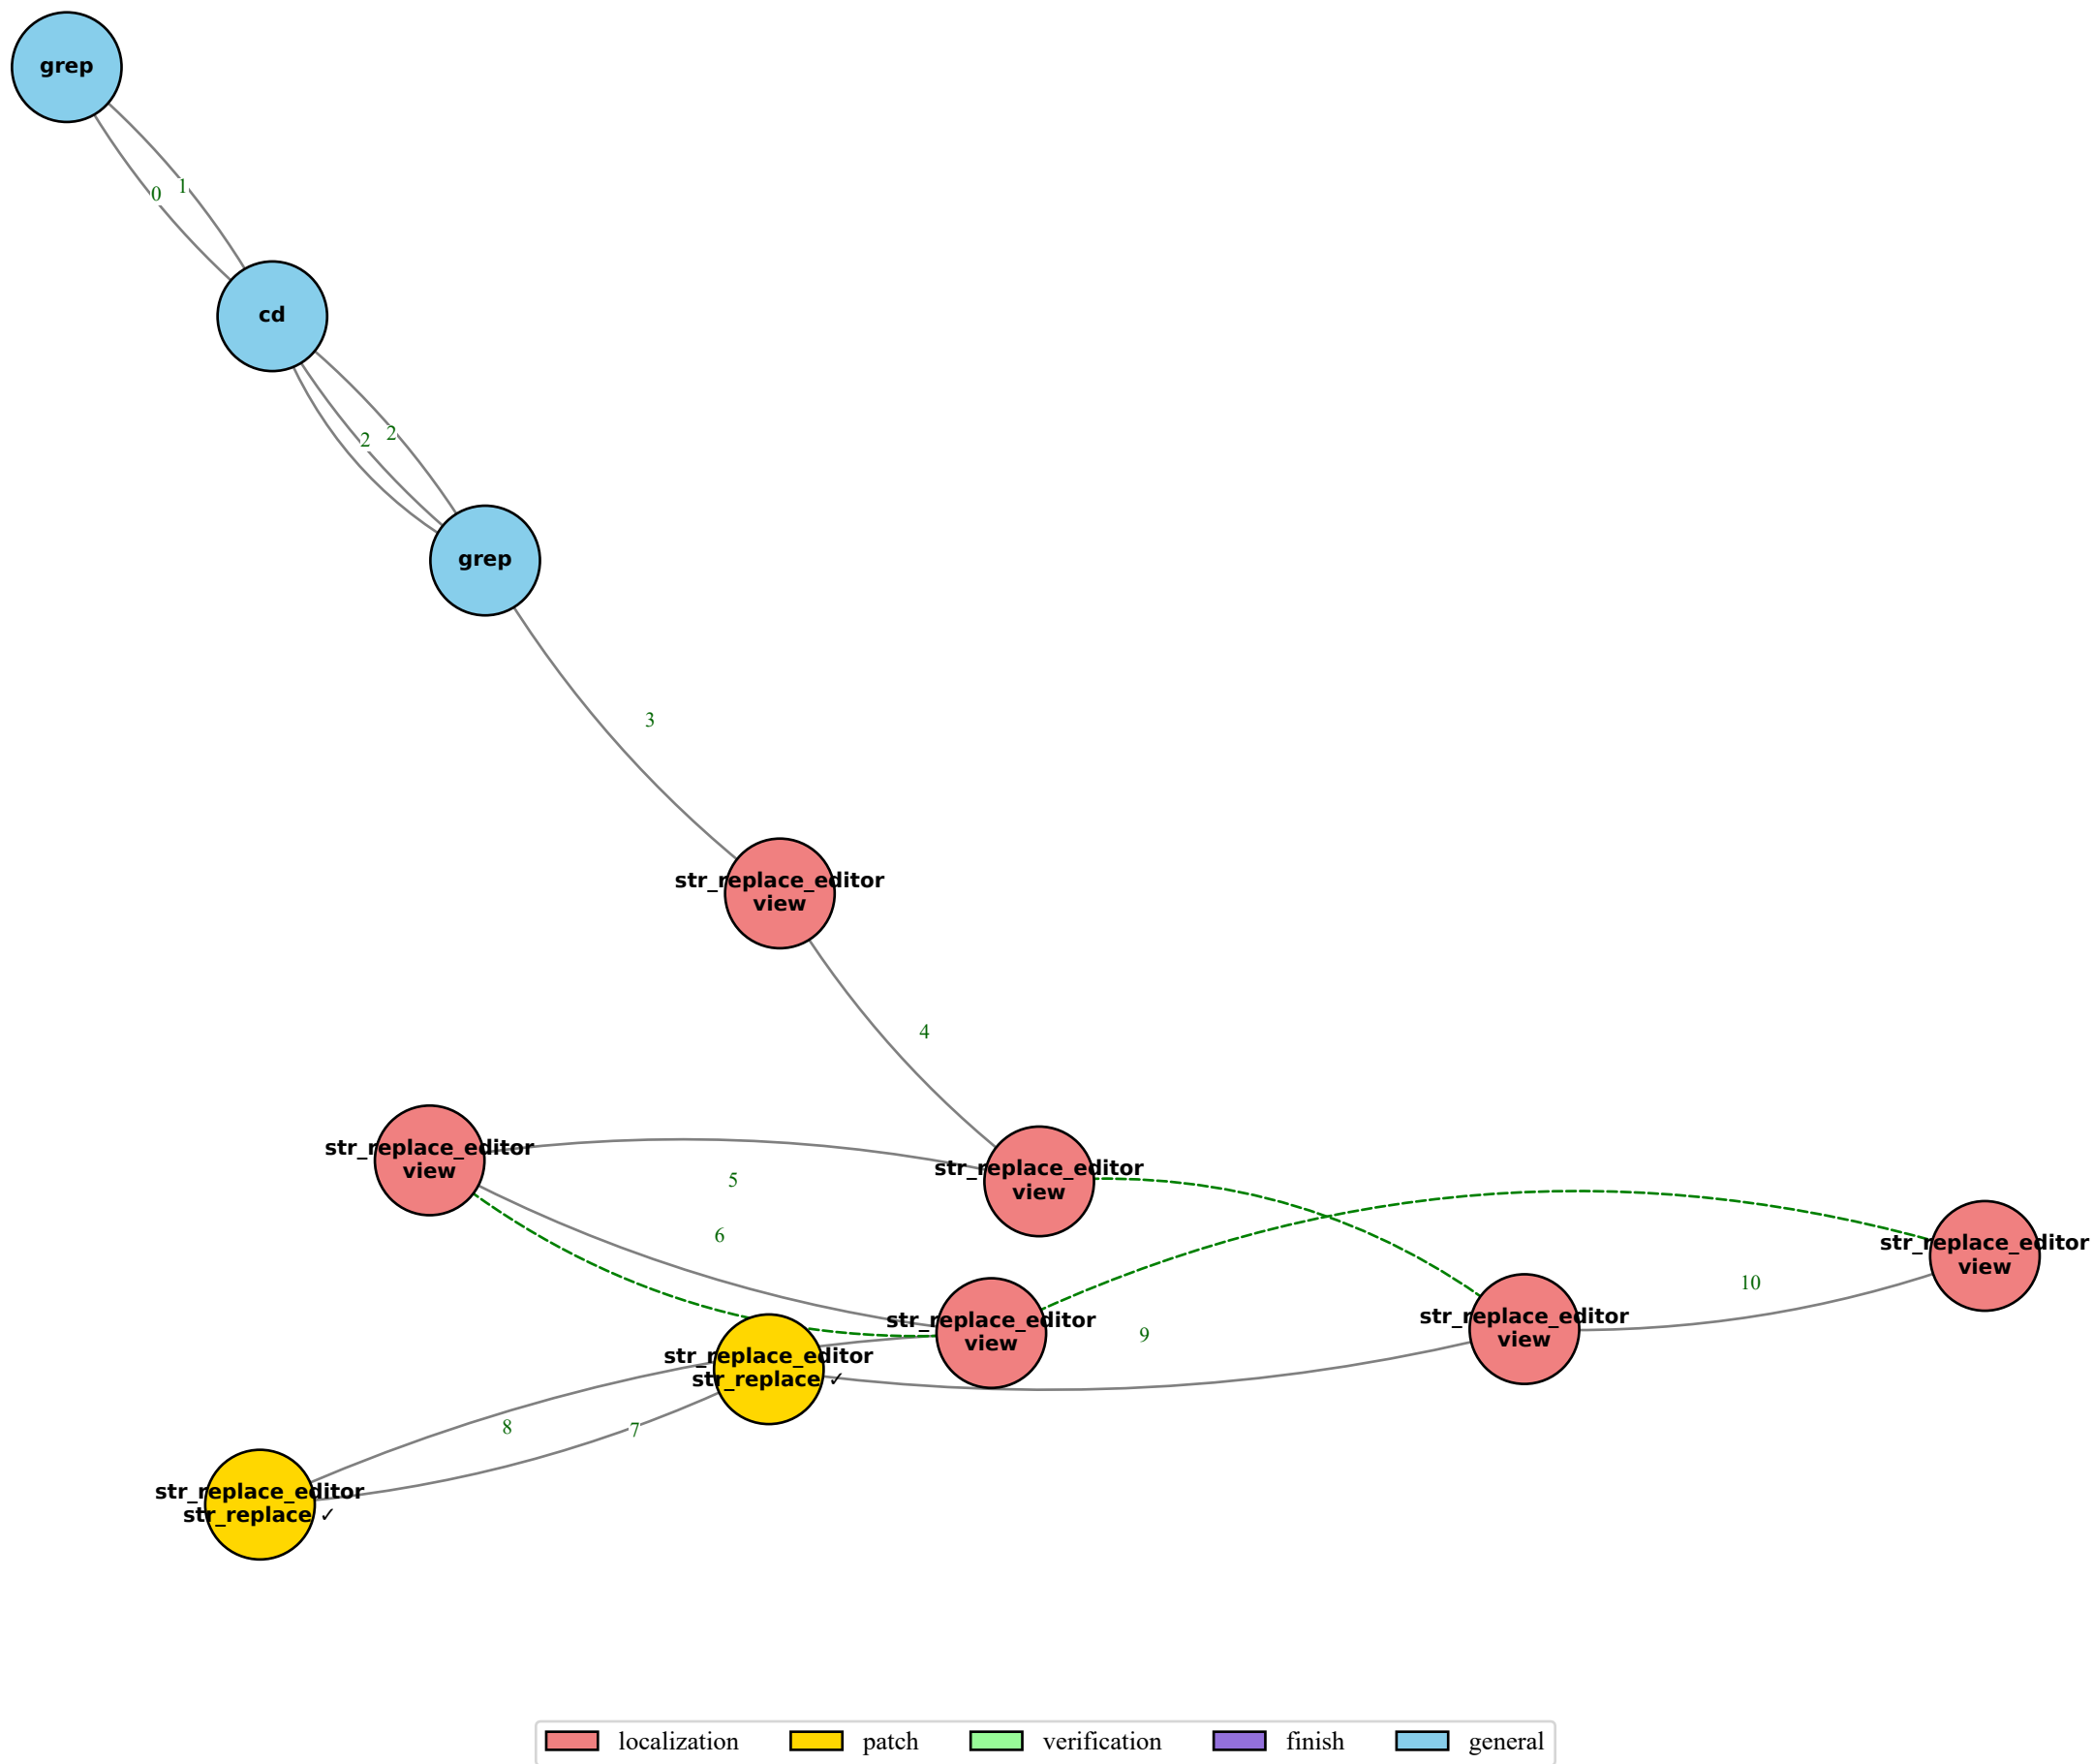 grep
0
1
cd
2
2
grep
3
str_replace_editor
view
4
str_replace_editor
view
str_replace_editor
view
5
6
str_replace_editor
view
10
str_replace_editor
view
str_replace_editor
view
9
str_replace_editor
str_replace ✓
8
7
str_replace_editor
str_replace ✓
localization
patch
verification
finish
general